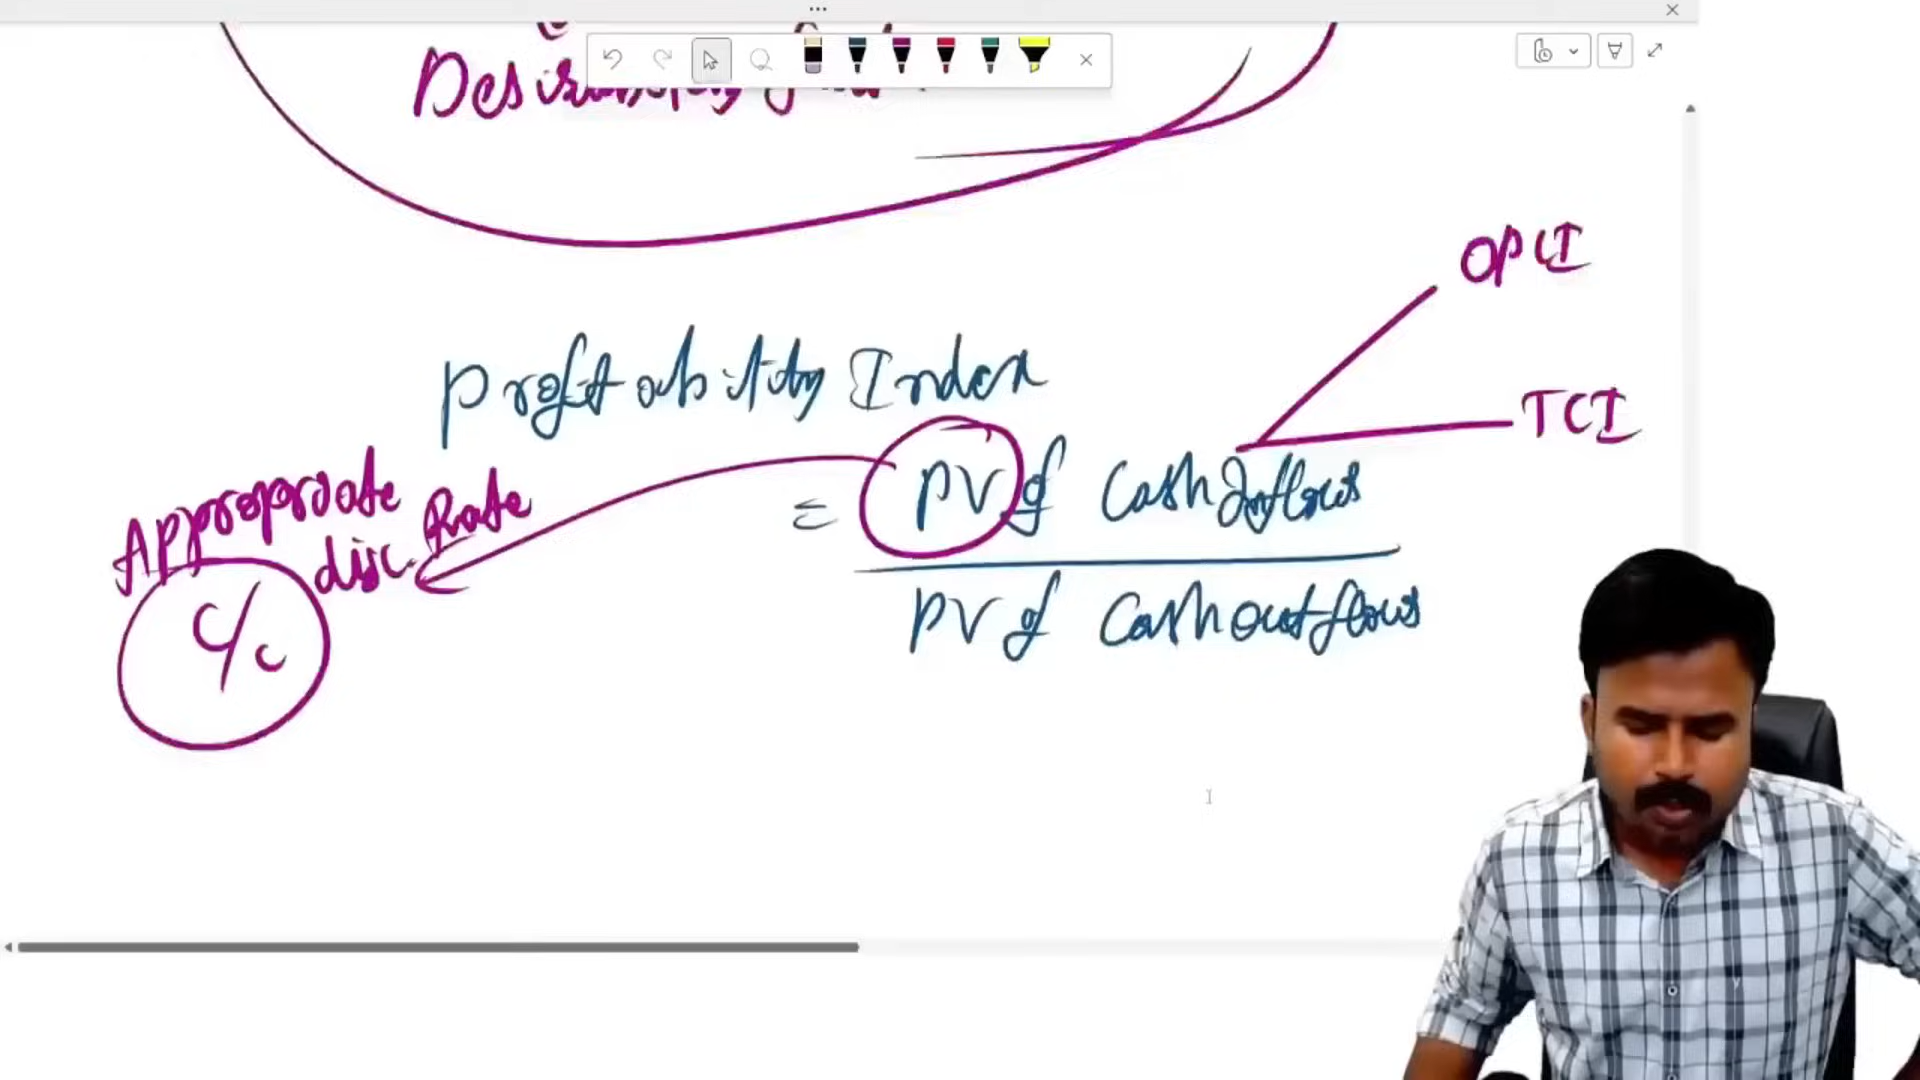 Profitability Index
OPCI
TCI
= PV of Cash Inflows
PV of Cash outflows
Appropriate
disc. Rate
C/c